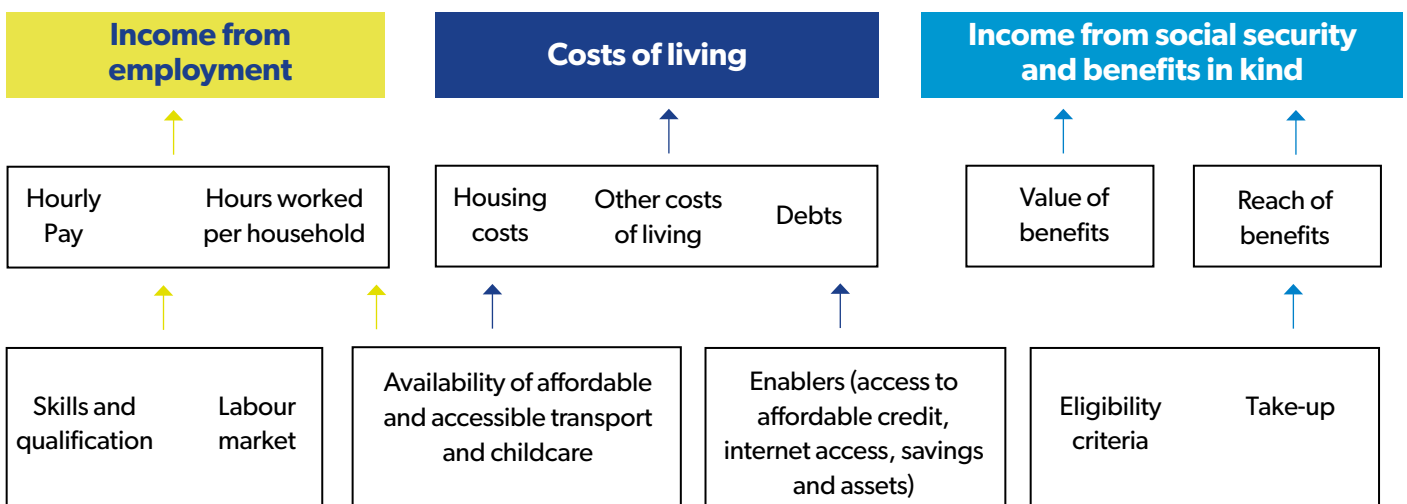 Income from
employment
Costs of living
Income from social security
and benefits in kind
Hourly
Pay
Hours worked
per household
Housing
costs
Other costs
of living
Debts
Value of
benefits
Reach of
benefits
Skills and
qualification
Labour
market
Availability of affordable
and accessible transport
and childcare
Enablers (access to
affordable credit,
internet access, savings
and assets)
Eligibility
criteria
Take-up